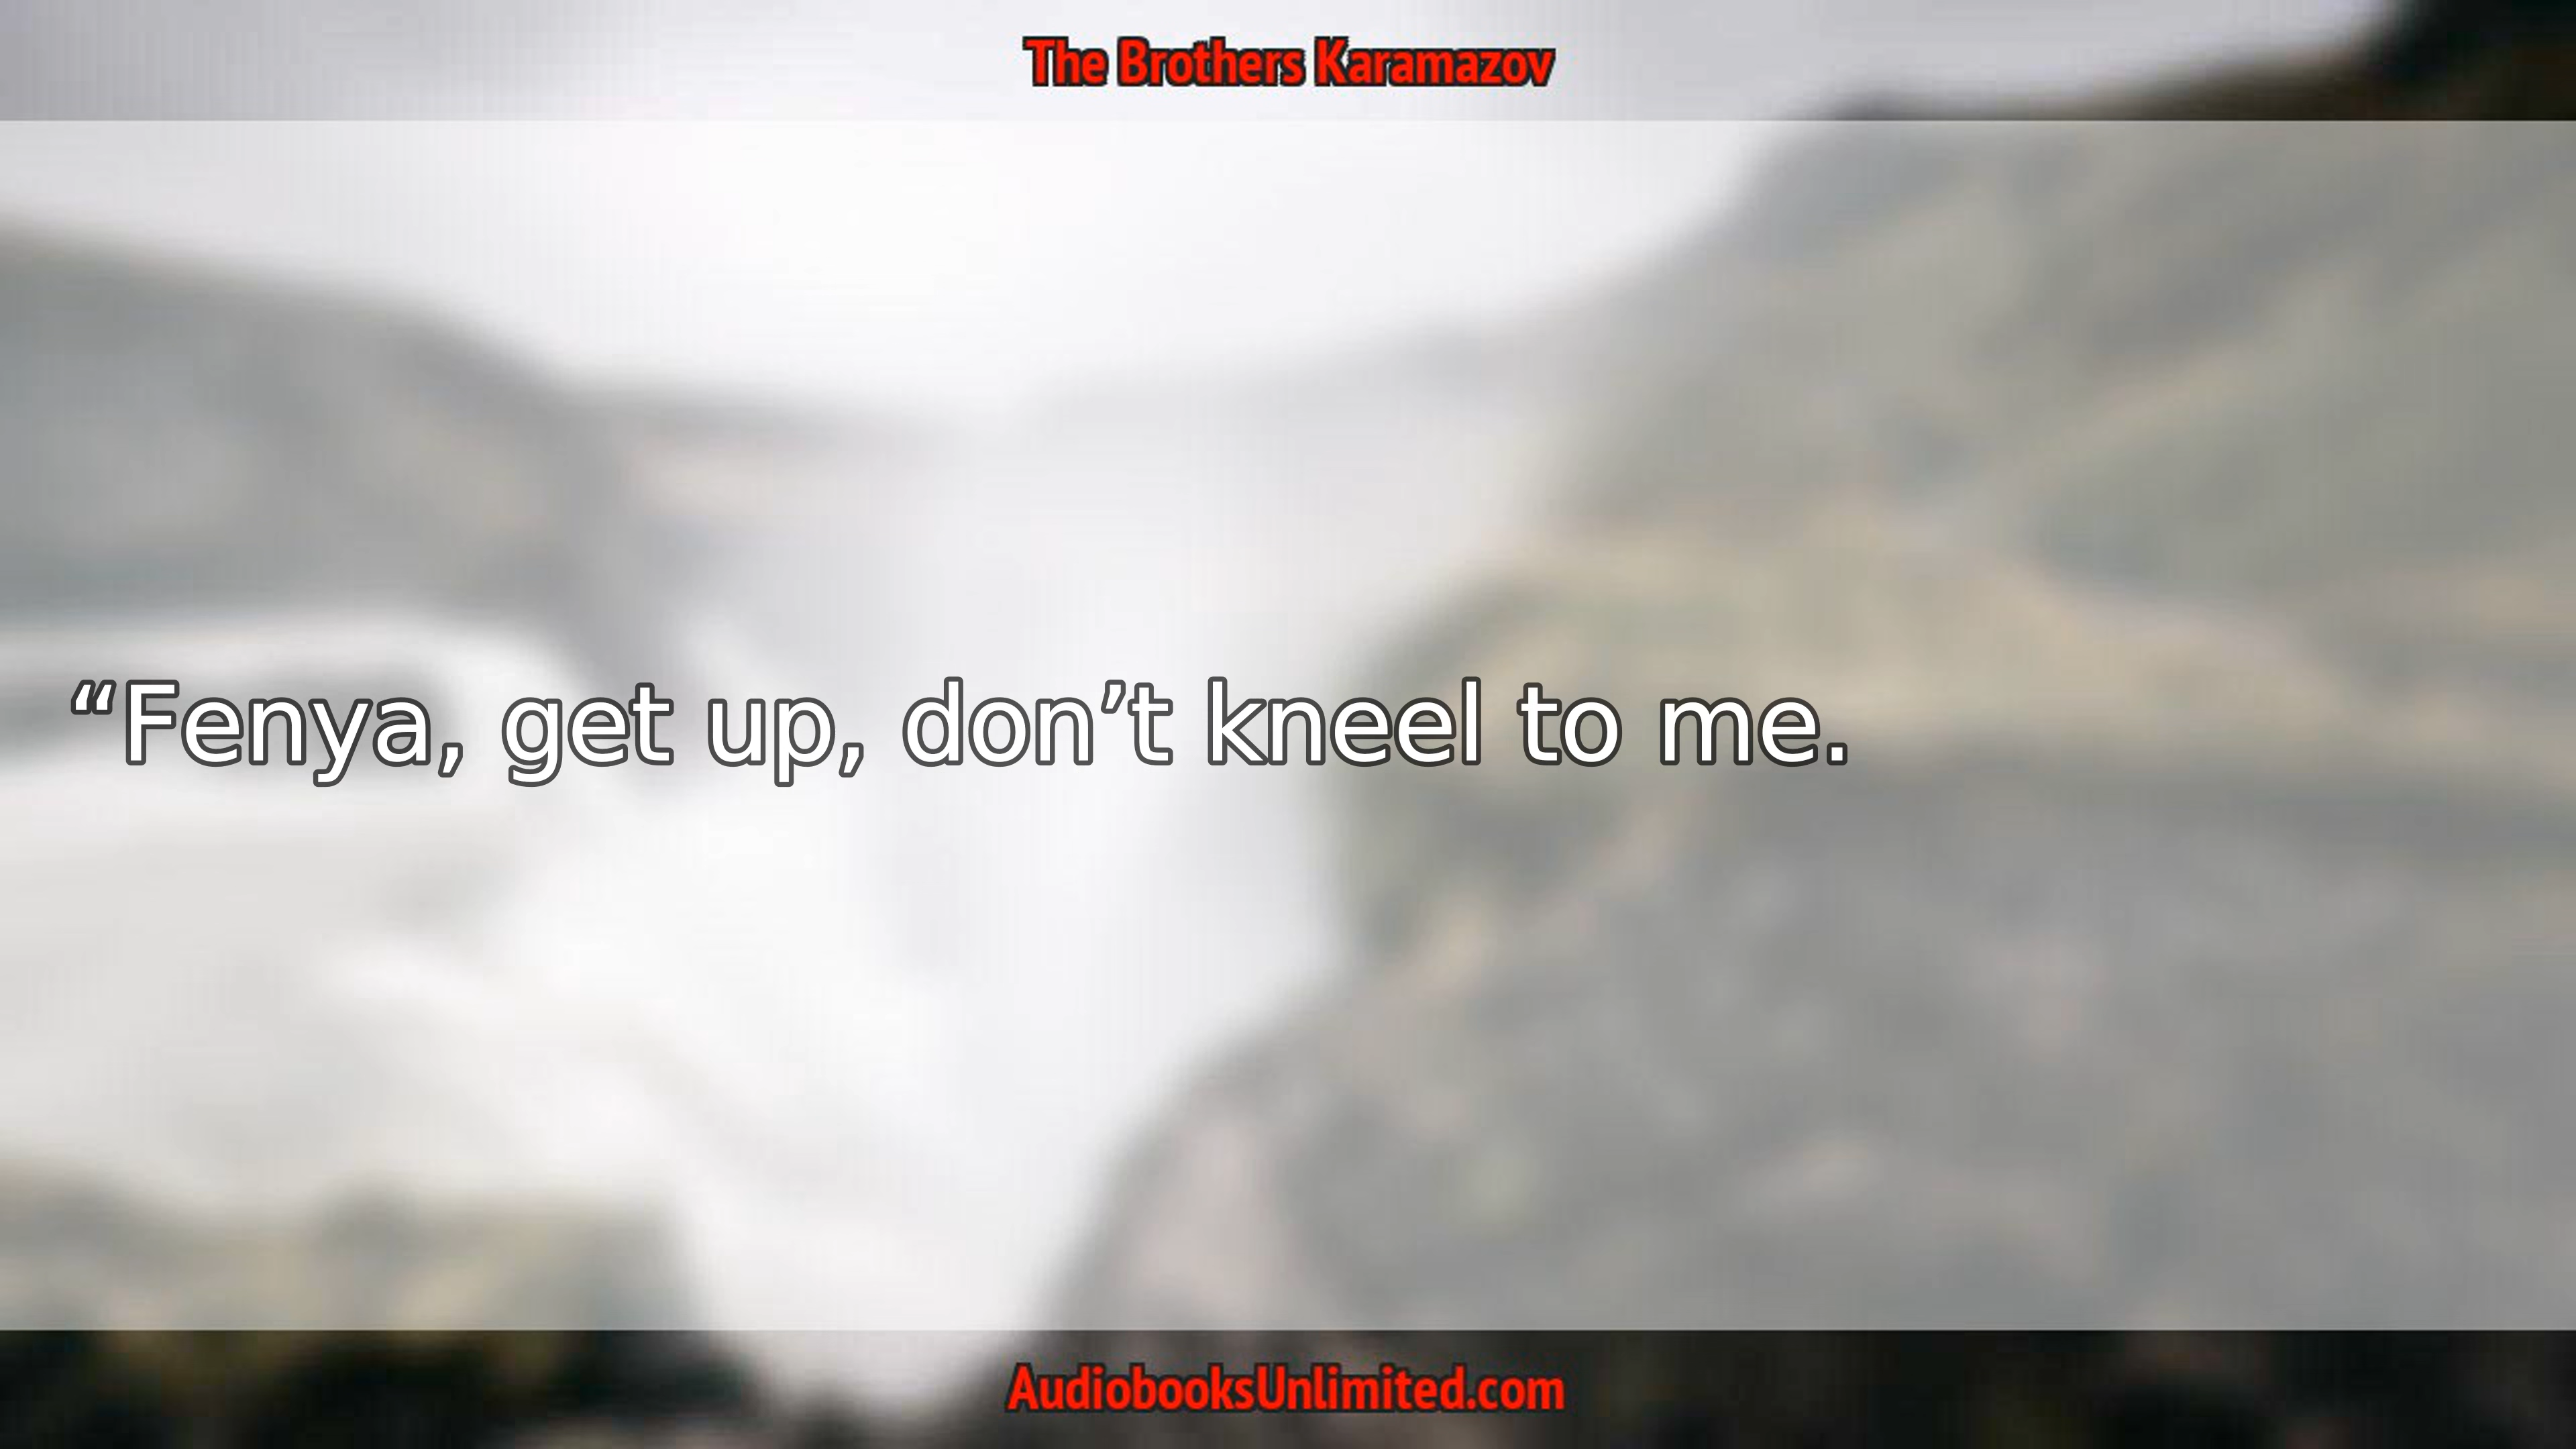 The Brothers Karamazov
“Fenya, get up, don’t kneel to me.
AudiobooksUnlimited.com